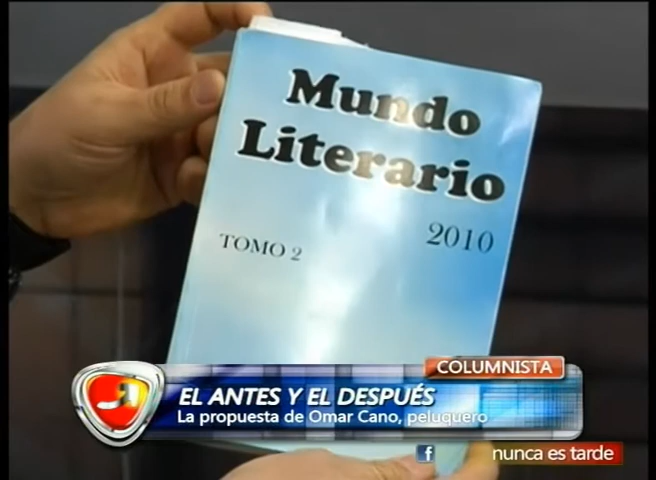 Mundo
Literario
TOMO 2
2010
COLUMNISTA
EL ANTES Y EL DESPUÉS
La propuesta de Omar Cano, peluquero
f
nunca es tarde